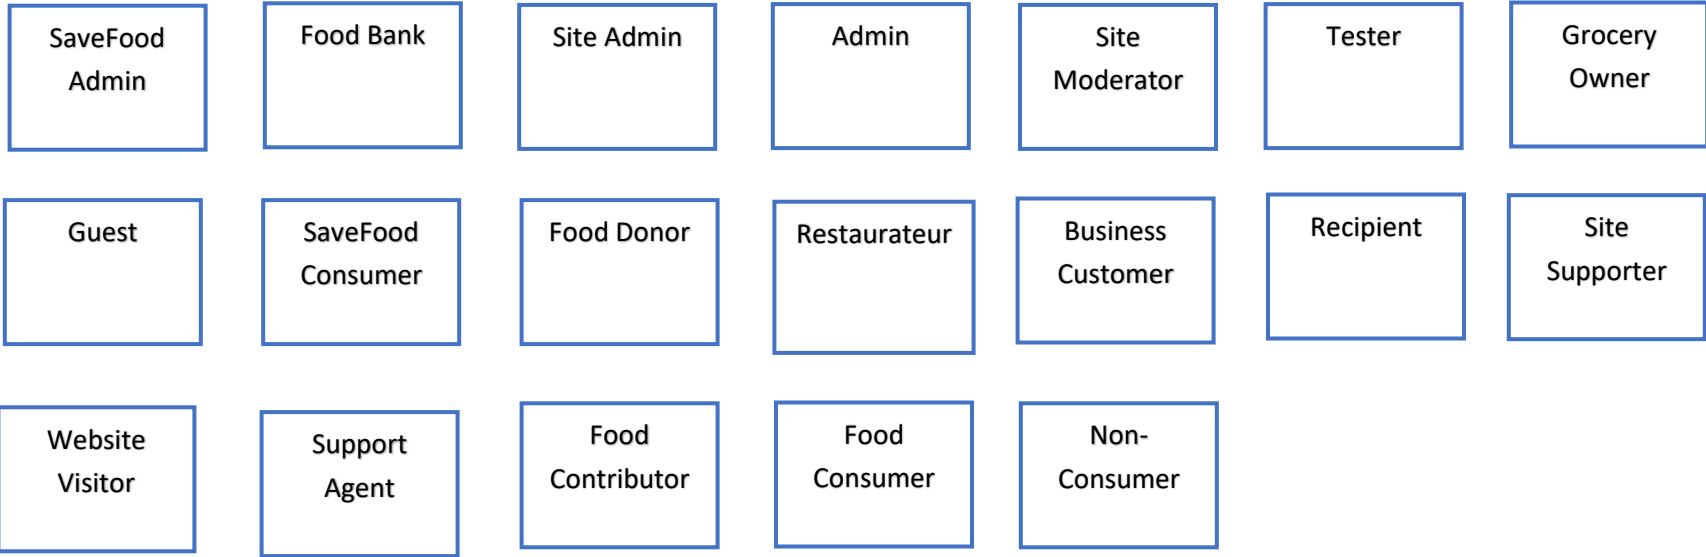 SaveFood
Admin
Food Bank
Site Admin
Admin
Site
Moderator
Tester
Grocery
Owner
Guest
SaveFood
Consumer
Food Donor
Restaurateur
Business
Customer
Recipient
Site
Supporter
Website
Visitor
Support
Agent
Food
Contributor
Food
Consumer
Non-
Consumer